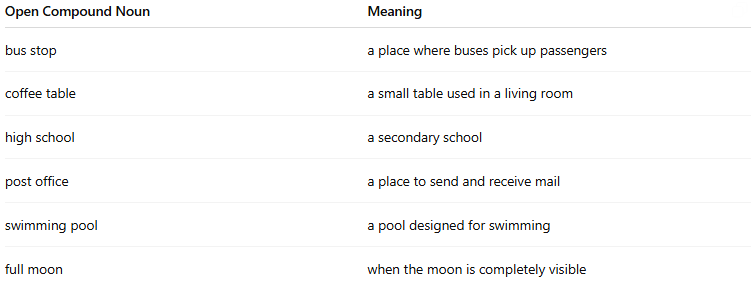 Open Compound Noun Meaning
bus stop a place where buses pick up passengers
coffee table a small table used in a living room
high school a secondary school
post office a place to send and receive mail
swimming pool a pool designed for swimming
full moon when the moon is completely visible